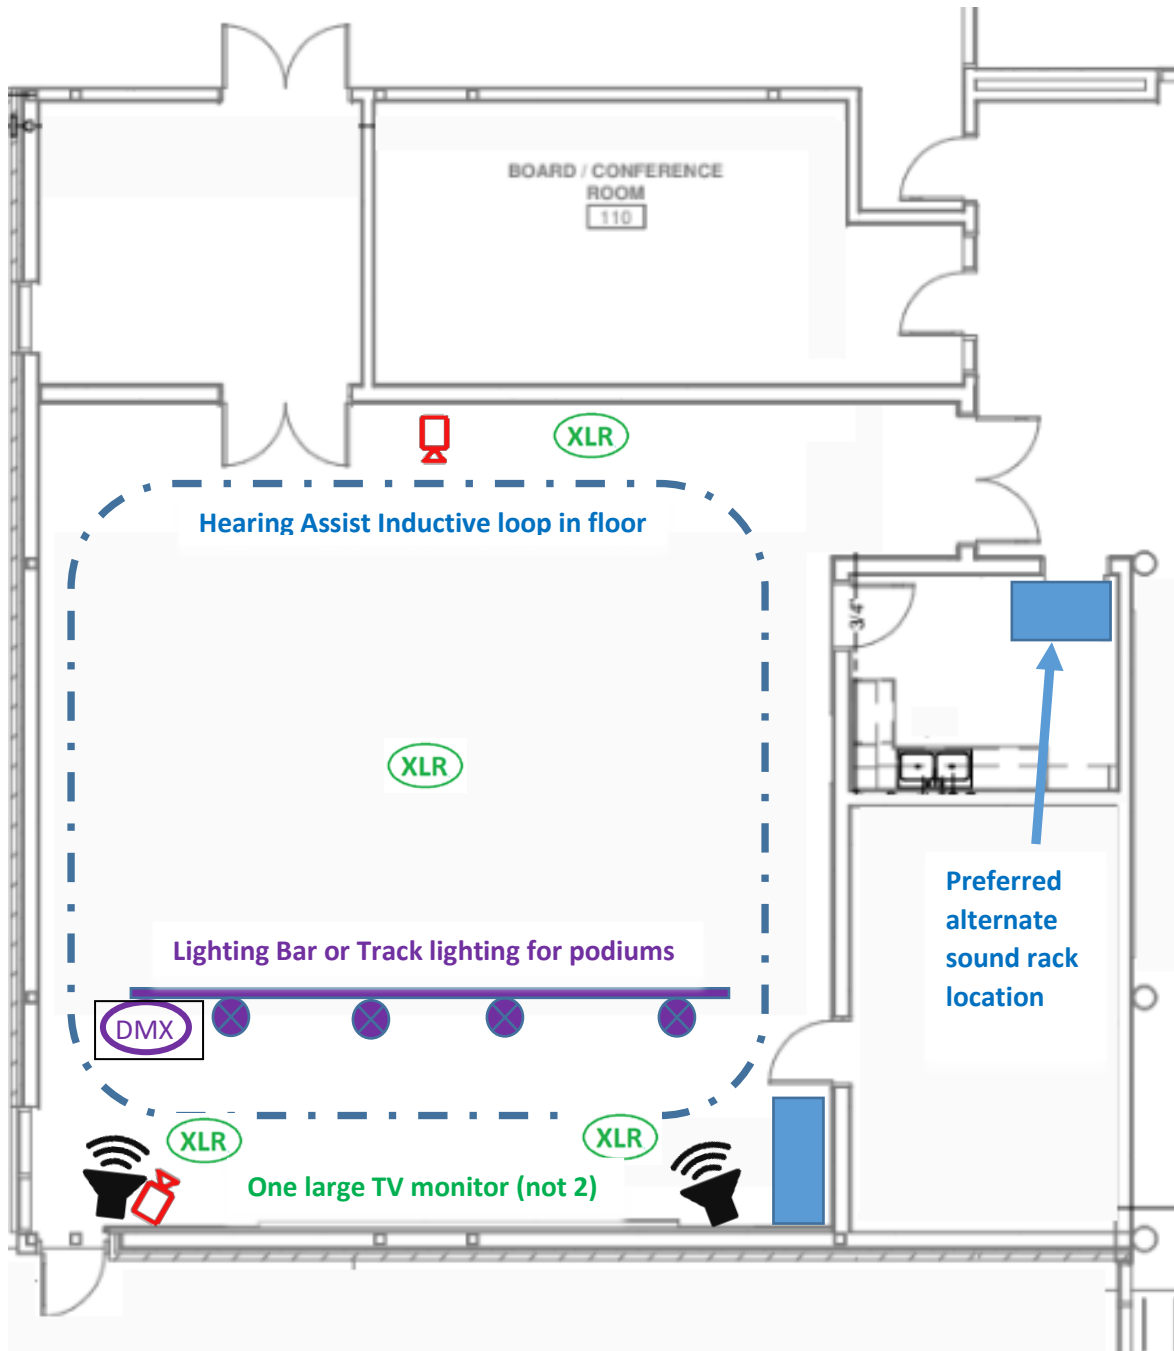 BOARD / CONFERENCE
ROOM
110
XLR
Hearing Assist Inductive loop in floor
3/4"
XLR
Preferred
alternate
sound rack
location
Lighting Bar or Track lighting for podiums
DMX
XLR
XLR
One large TV monitor (not 2)